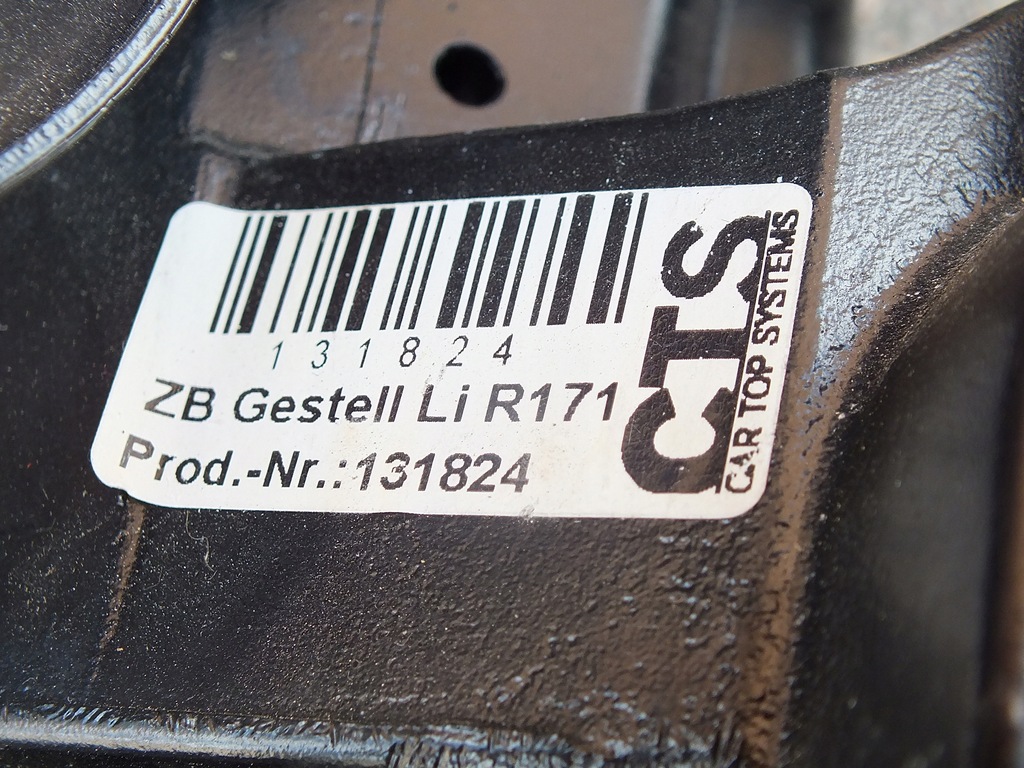 131824
ZB Gestell Li R171
Prod.-Nr.:131824
CTS
CAR TOP SYSTEMS